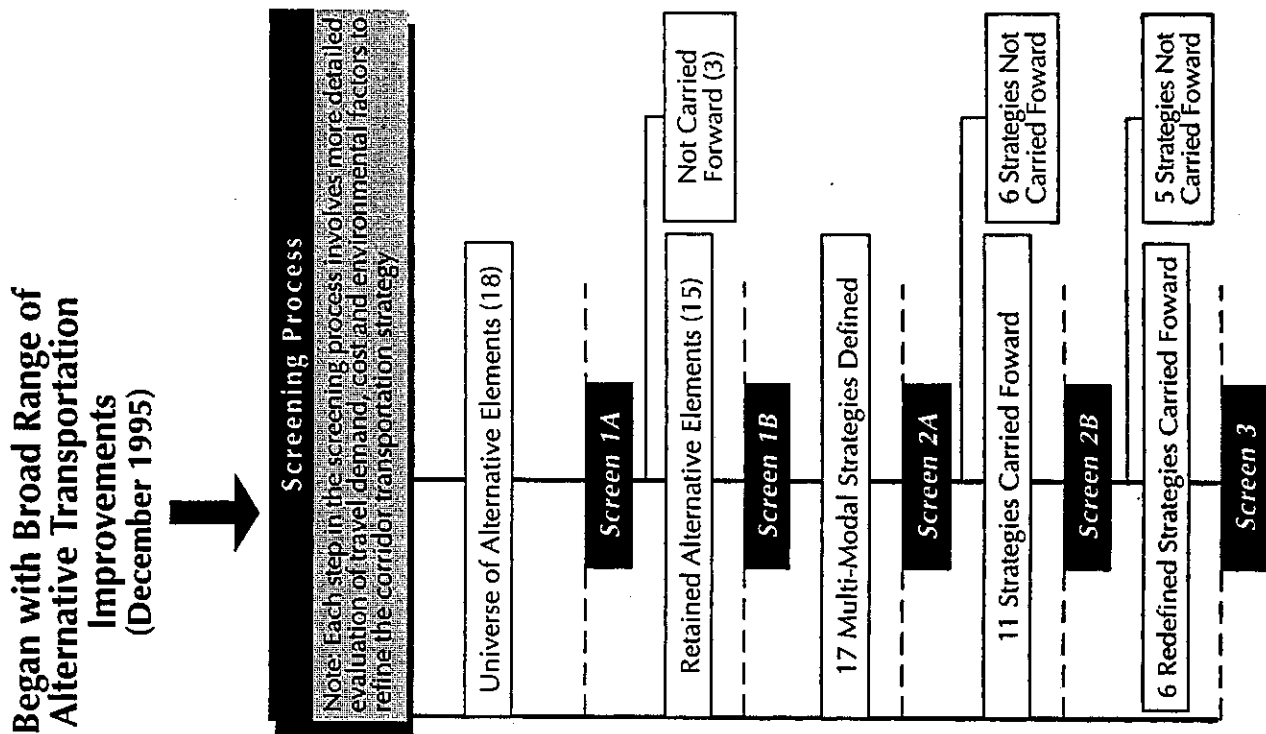 Began with Broad Range of
Alternative Transportation
Improvements
(December 1995)
Screening Process
Note: Each step in the screening process involves more detailed
evaluation of travel demand, cost and environmental factors to
refine the corridor transportation strategy.
Universe of Alternative Elements (18)
Screen 1A
Retained Alternative Elements (15)
Not Carried
Forward (3)
Screen 1B
17 Multi-Modal Strategies Defined
Screen 2A
11 Strategies Carried Foward
6 Strategies Not
Carried Foward
Screen 2B
6 Redefined Strategies Carried Foward
5 Strategies Not
Carried Foward
Screen 3